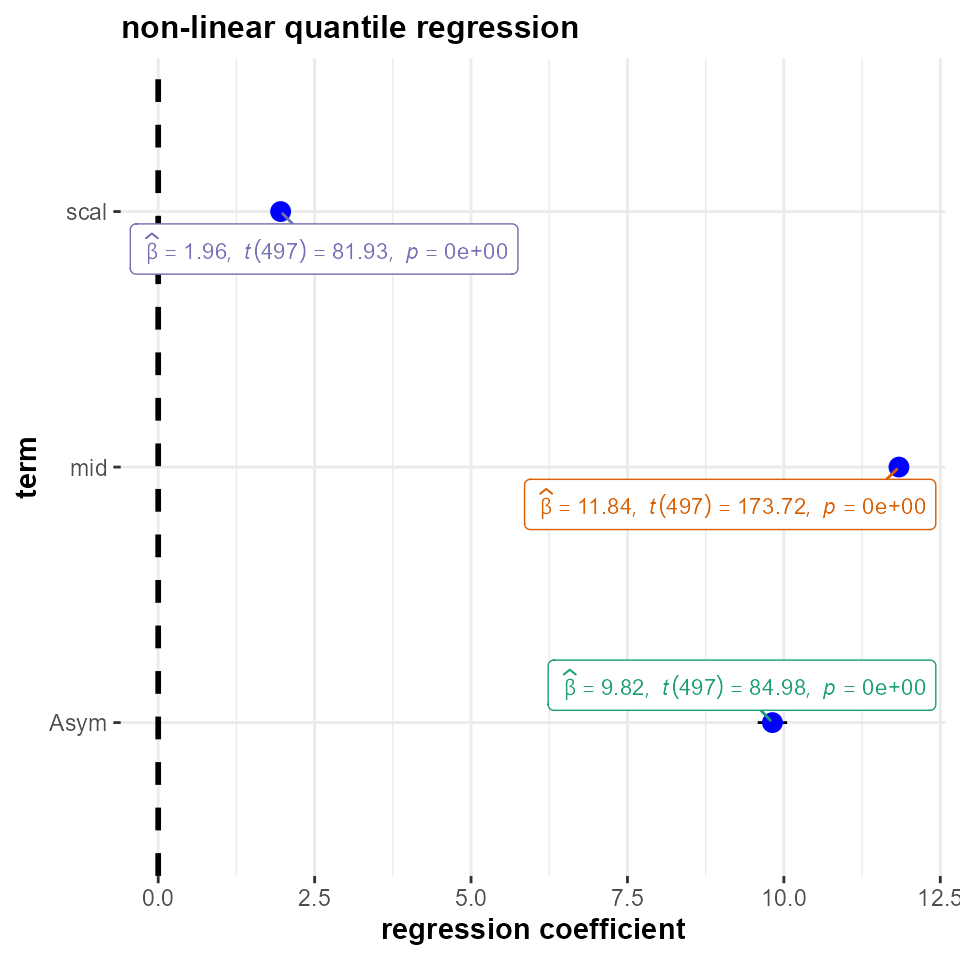 non-linear quantile regression
scal
β̂ = 1.96, t(497) = 81.93, p = 0e+00
term
mid
β̂ = 11.84, t(497) = 173.72, p = 0e+00
β̂ = 9.82, t(497) = 84.98, p = 0e+00
Asym
0.0 2.5 5.0 7.5 10.0 12.5
regression coefficient